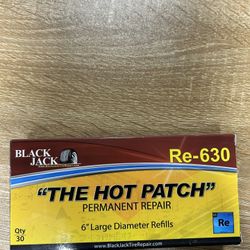 BLACK
JACK
Re-630
"THE HOT PATCH"
PERMANENT REPAIR
6" Large Diameter Refills
Qty
30
Re
www.BlackJackTireRepair.com